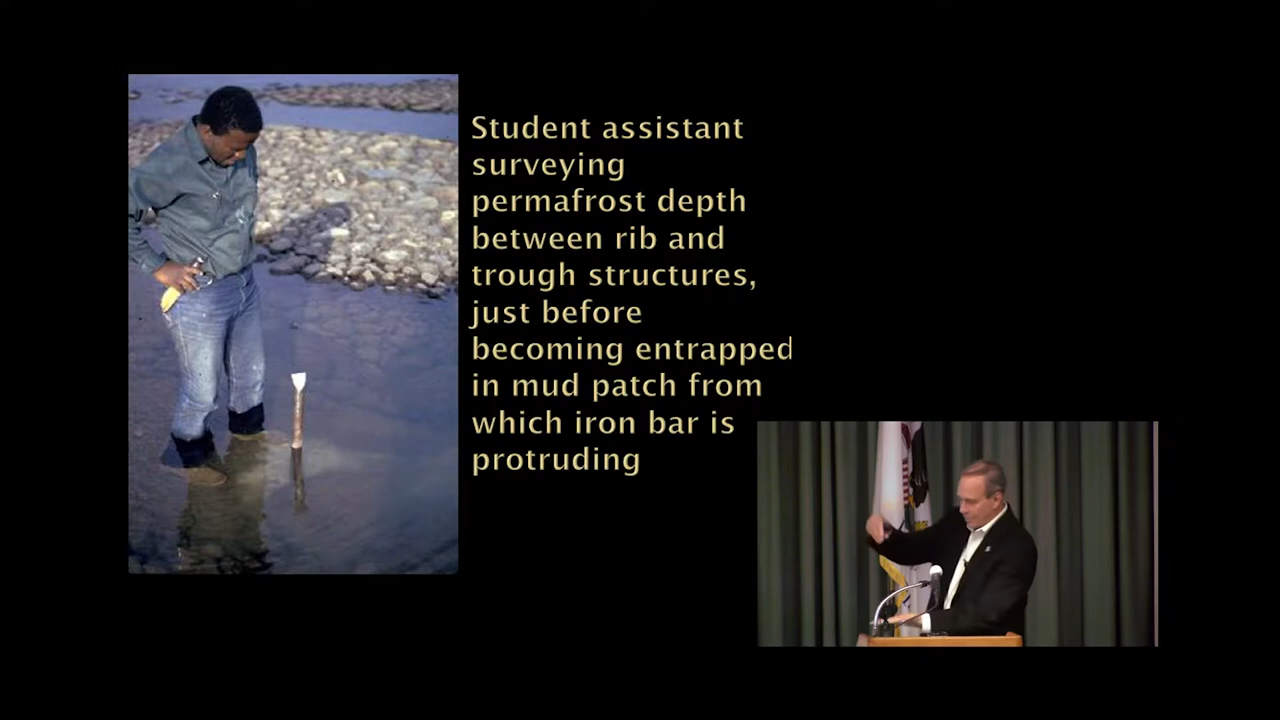 Student assistant
surveying
permafrost depth
between rib and
trough structures,
just before
becoming entrapped
in mud patch from
which iron bar is
protruding